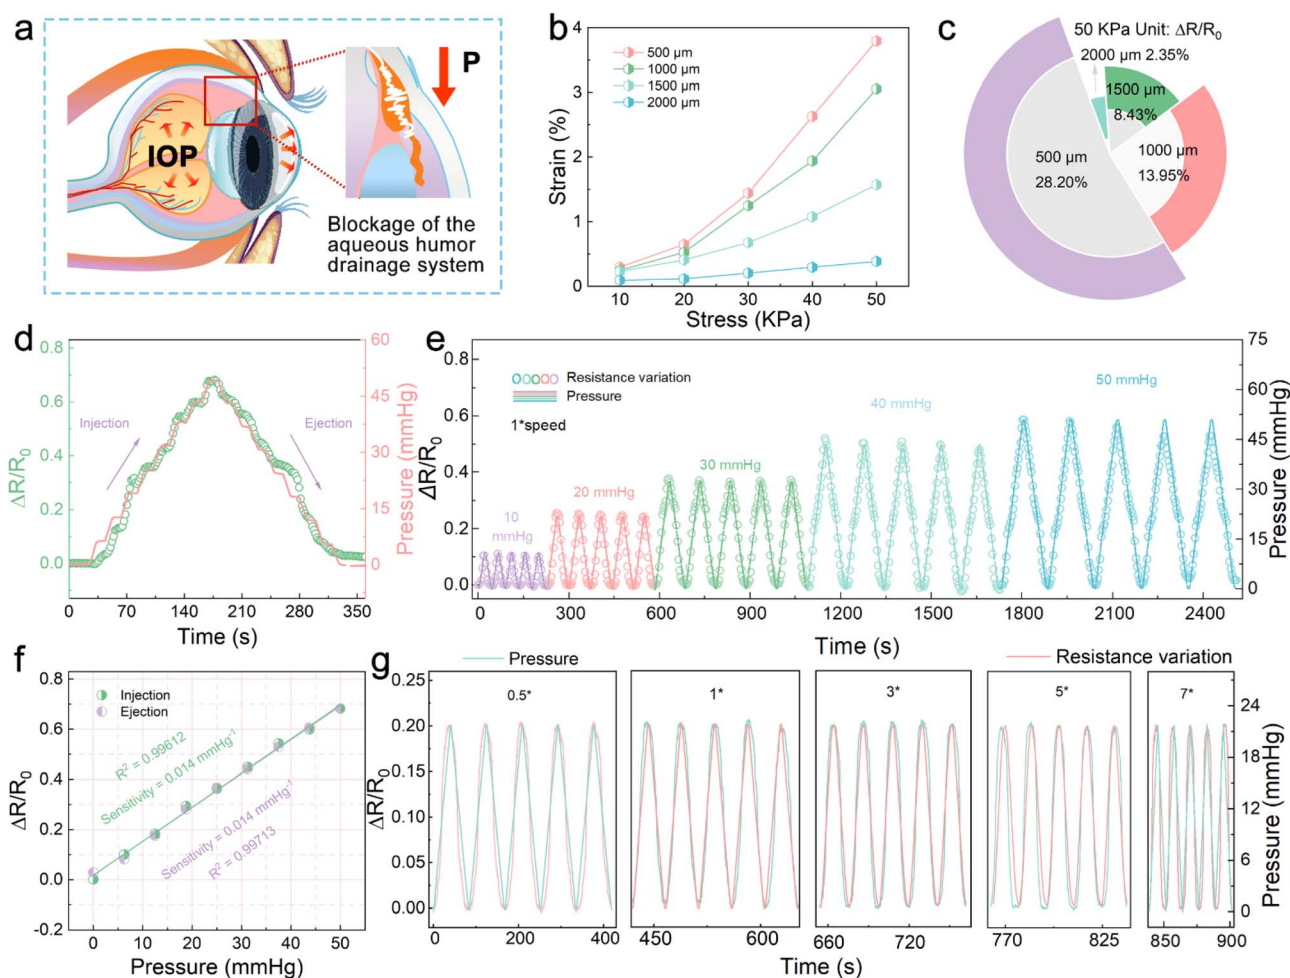 a
IOP
P
Blockage of the
aqueous humor
drainage system
b
Strain (%)
4
3
2
1
0
500 μm
1000 μm
1500 μm
2000 μm
10 20 30 40 50
Stress (KPa)
c
50 KPa Unit: ΔR/R0
2000 μm 2.35%
1500 μm
8.43%
1000 μm
13.95%
500 μm
28.20%
d
ΔR/R0
0.8
0.6
0.4
0.2
0.0
Injection
Ejection
60
45
30
15
0
Pressure (mmHg)
0 70 140 210 280 350
Time (s)
e
ΔR/R0
0.8
0.6
0.4
0.2
0.0
Resistance variation
Pressure
1*speed
10
mmHg
20 mmHg
30 mmHg
40 mmHg
50 mmHg
75
60
45
30
15
0
Pressure (mmHg)
0 300 600 900 1200 1500 1800 2100 2400
Time (s)
f
ΔR/R0
0.8
0.6
0.4
0.2
0.0
-0.2
Injection
Ejection
R2 = 0.99612
Sensitivity = 0.014 mmHg-1
Sensitivity = 0.014 mmHg-1
R2 = 0.99713
0 10 20 30 40 50
Pressure (mmHg)
g
Pressure
Resistance variation
ΔR/R0
0.25
0.20
0.15
0.10
0.05
0.00
0.5*
1*
3*
5*
7*
24
18
12
6
0
Pressure (mmHg)
0 100 200 300 400
450 600
660 720
770 825
850 900
Time (s)